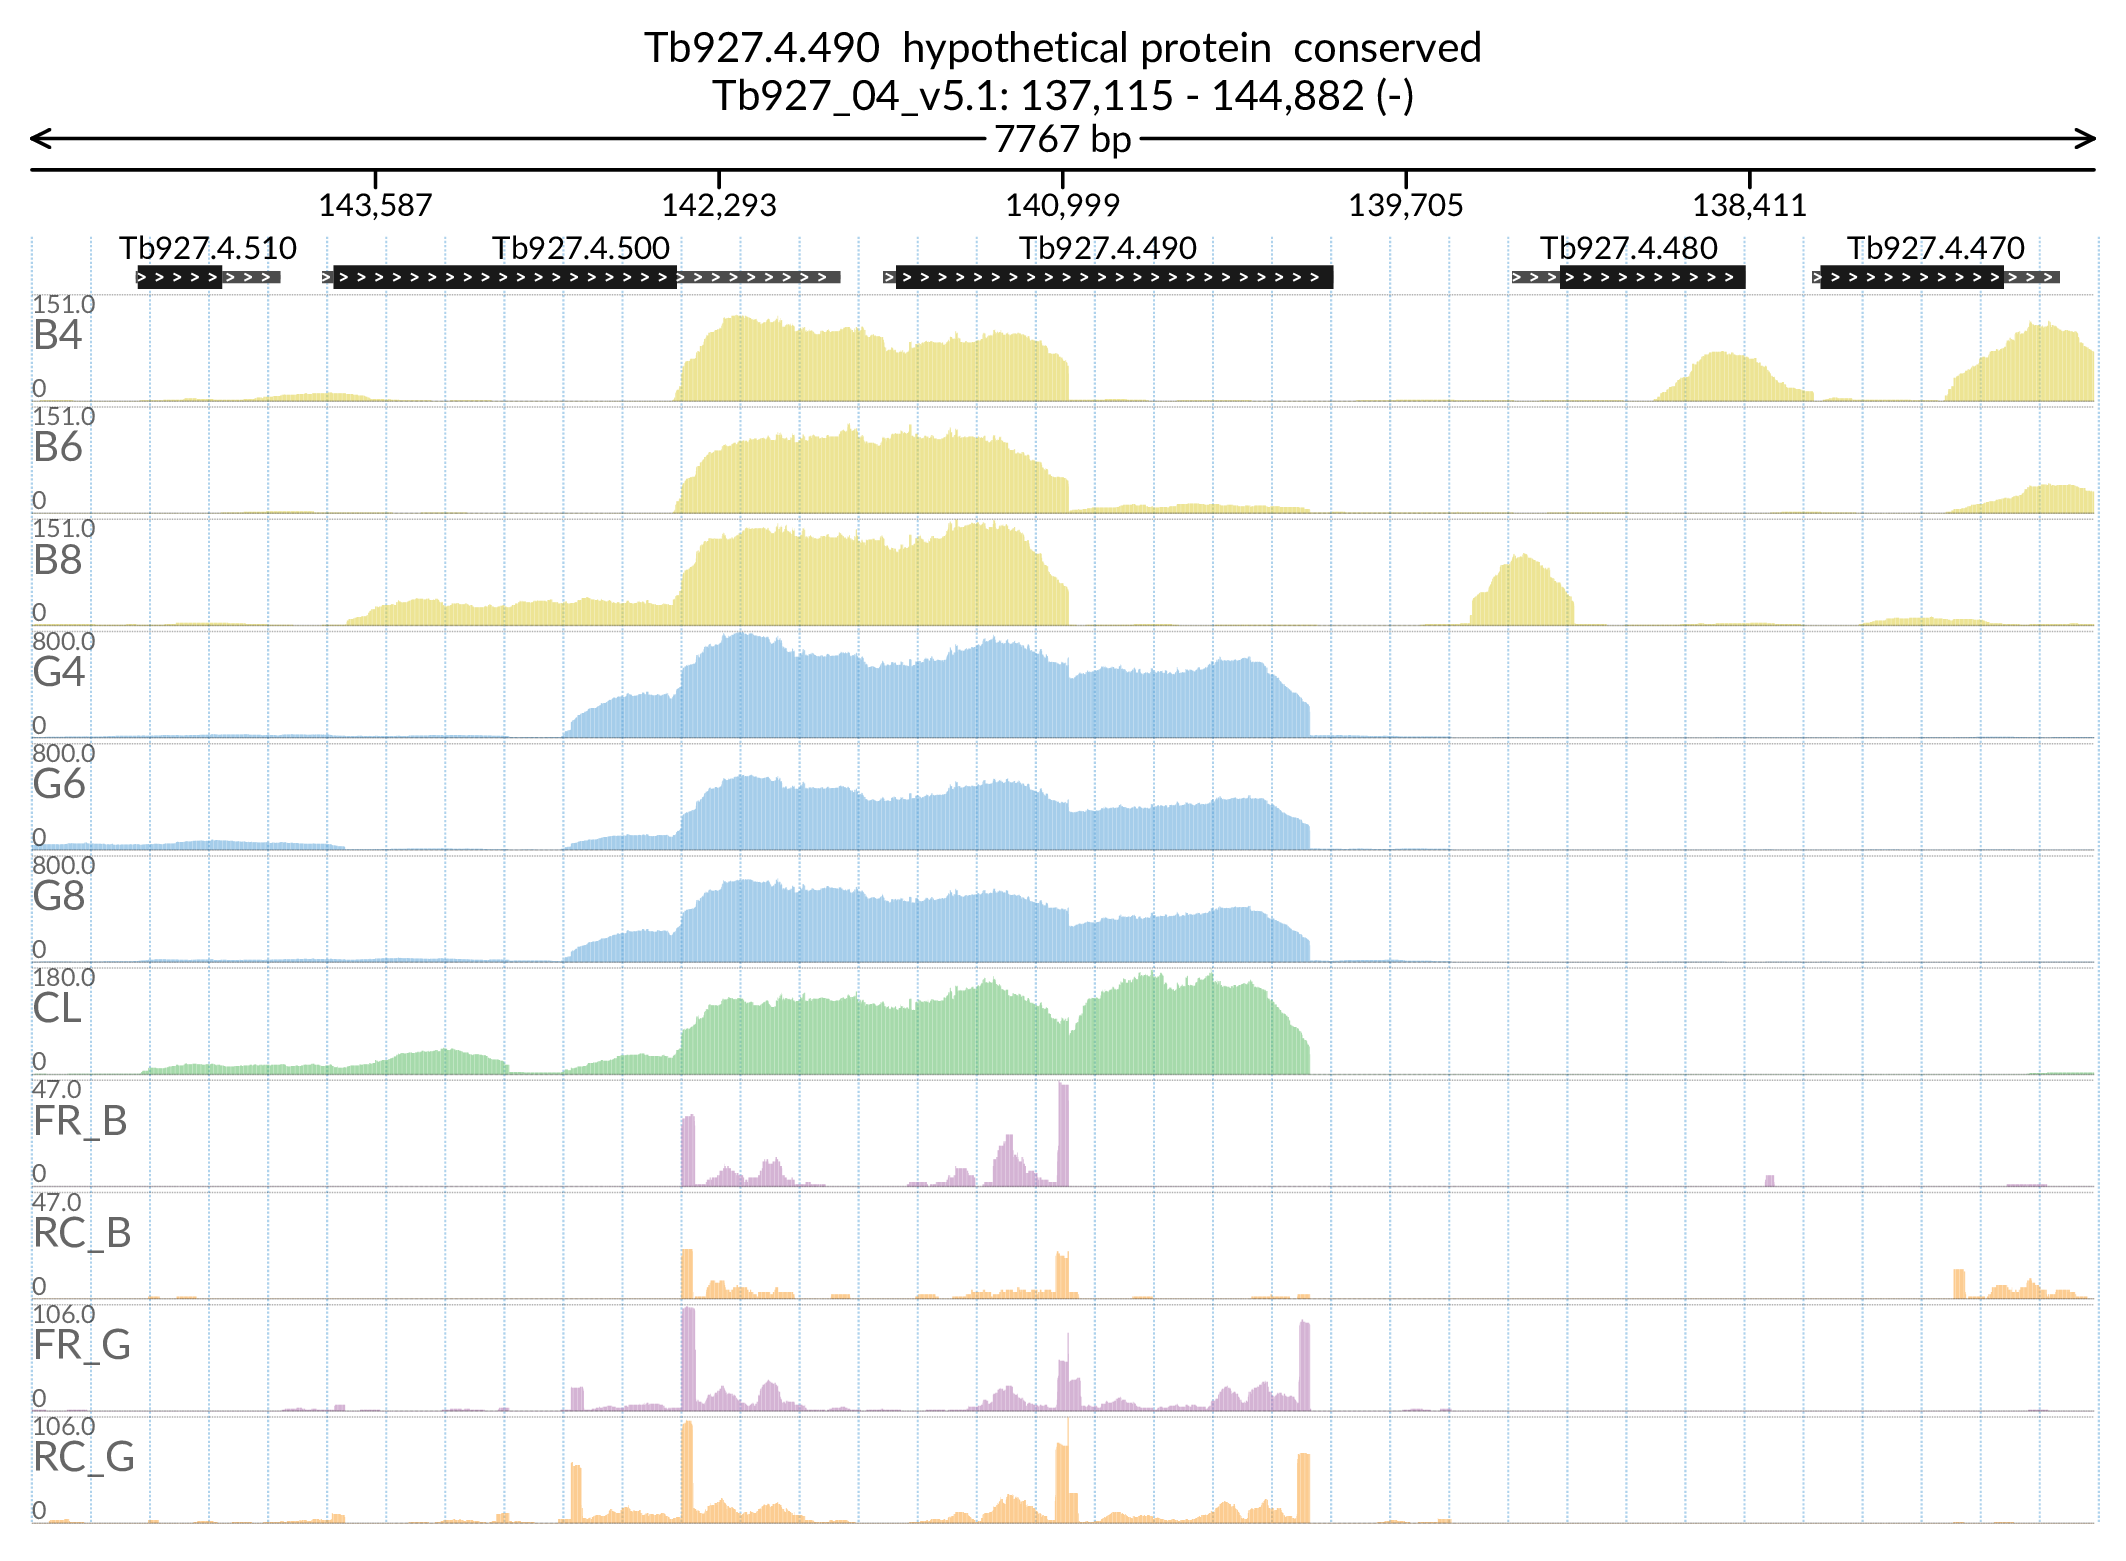 Tb927.4.490  hypothetical protein  conserved
Tb927_04_v5.1: 137,115 - 144,882 (-)
7767 bp
143,587 142,293 140,999 139,705 138,411
Tb927.4.510 Tb927.4.500 Tb927.4.490 Tb927.4.480 Tb927.4.470
151.0
B4
0
151.0
B6
0
151.0
B8
0
800.0
G4
0
800.0
G6
0
800.0
G8
0
180.0
CL
0
47.0
FR_B
0
47.0
RC_B
0
106.0
FR_G
0
106.0
RC_G
0